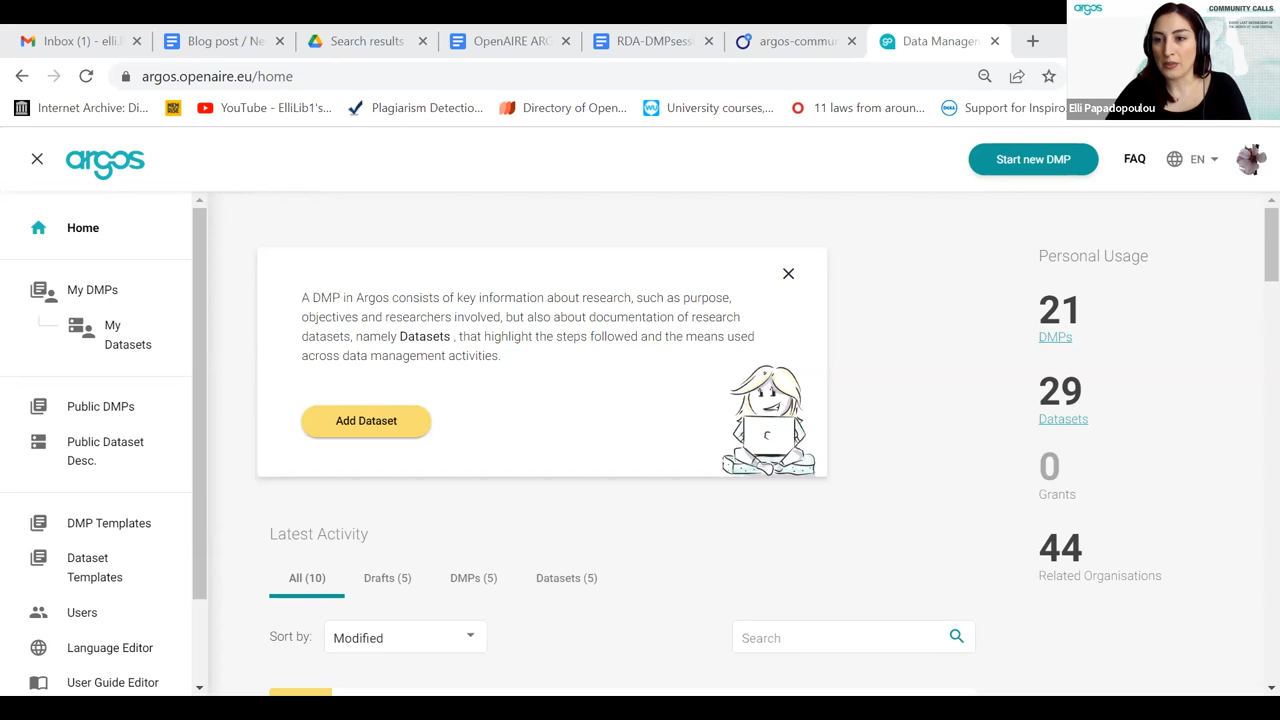 Inbox (1) - elli
Blog post / Ne
Search results
OpenAIRE AR
RDA-DMPsess
argos-commu
Data Manage
argos
COMMUNITY CALLS
Elli Papadopoulou
argos.openaire.eu/home
Internet Archive: Di...
YouTube - ElliLib1's...
Plagiarism Detectio...
Directory of Open...
University courses,...
11 laws from aroun...
Support for Inspiro
argos
Start new DMP
FAQ
EN
Home
My DMPs
My
Datasets
Public DMPs
Public Dataset
Desc.
DMP Templates
Dataset
Templates
Users
Language Editor
User Guide Editor
A DMP in Argos consists of key information about research, such as purpose,
objectives and researchers involved, but also about documentation of research
datasets, namely Datasets , that highlight the steps followed and the means used
across data management activities.
Add Dataset
Latest Activity
All (10)
Drafts (5)
DMPs (5)
Datasets (5)
Sort by:
Modified
Search
Personal Usage
21
DMPs
29
Datasets
0
Grants
44
Related Organisations